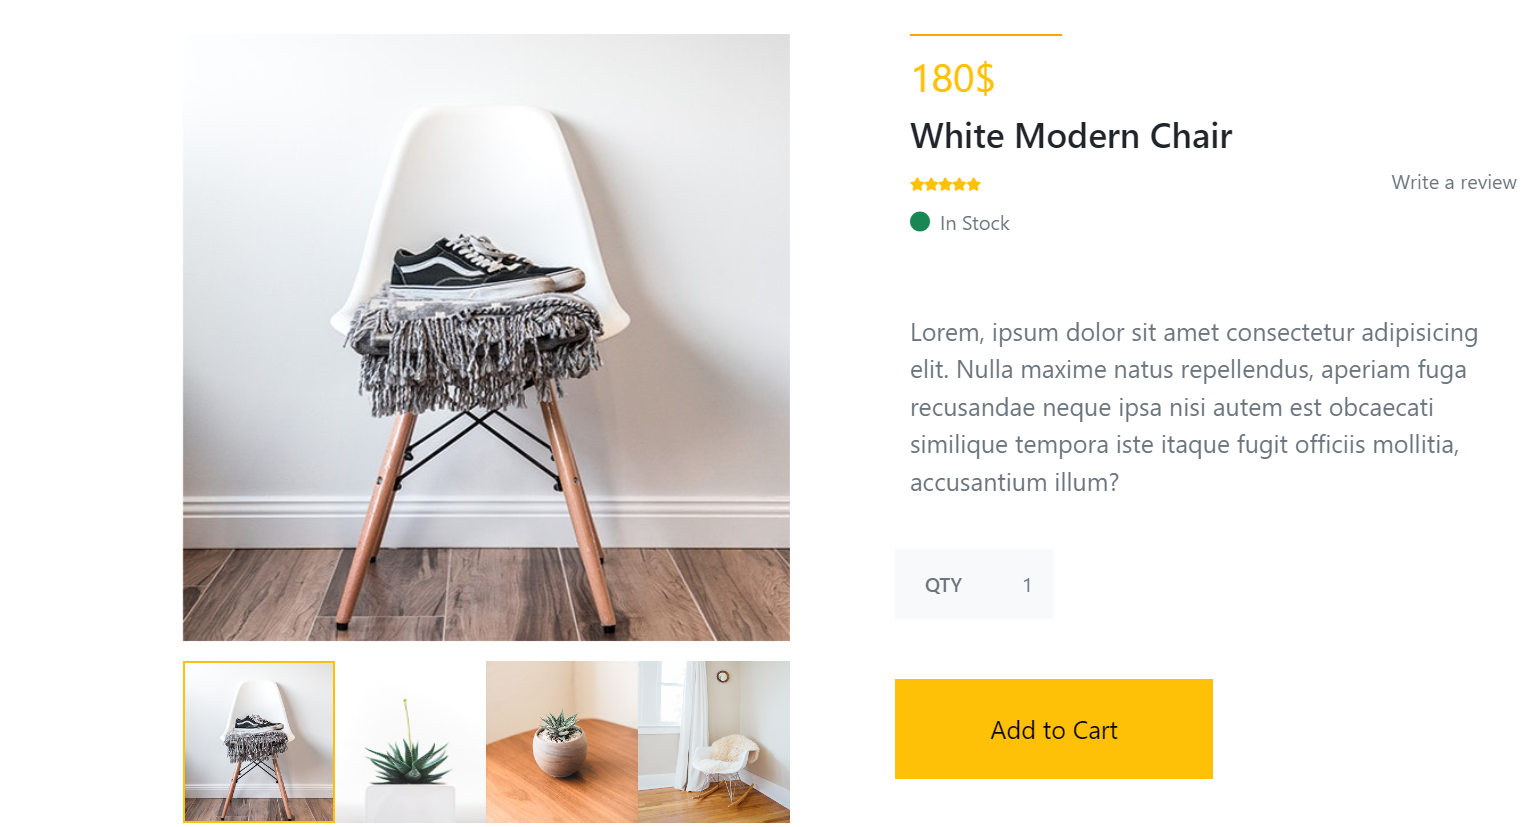 180$
White Modern Chair
Write a review
In Stock
Lorem, ipsum dolor sit amet consectetur adipisicing
elit. Nulla maxime natus repellendus, aperiam fuga
recusandae neque ipsa nisi autem est obcaecati
similique tempora iste itaque fugit officiis mollitia,
accusantium illum?
QTY 1
Add to Cart